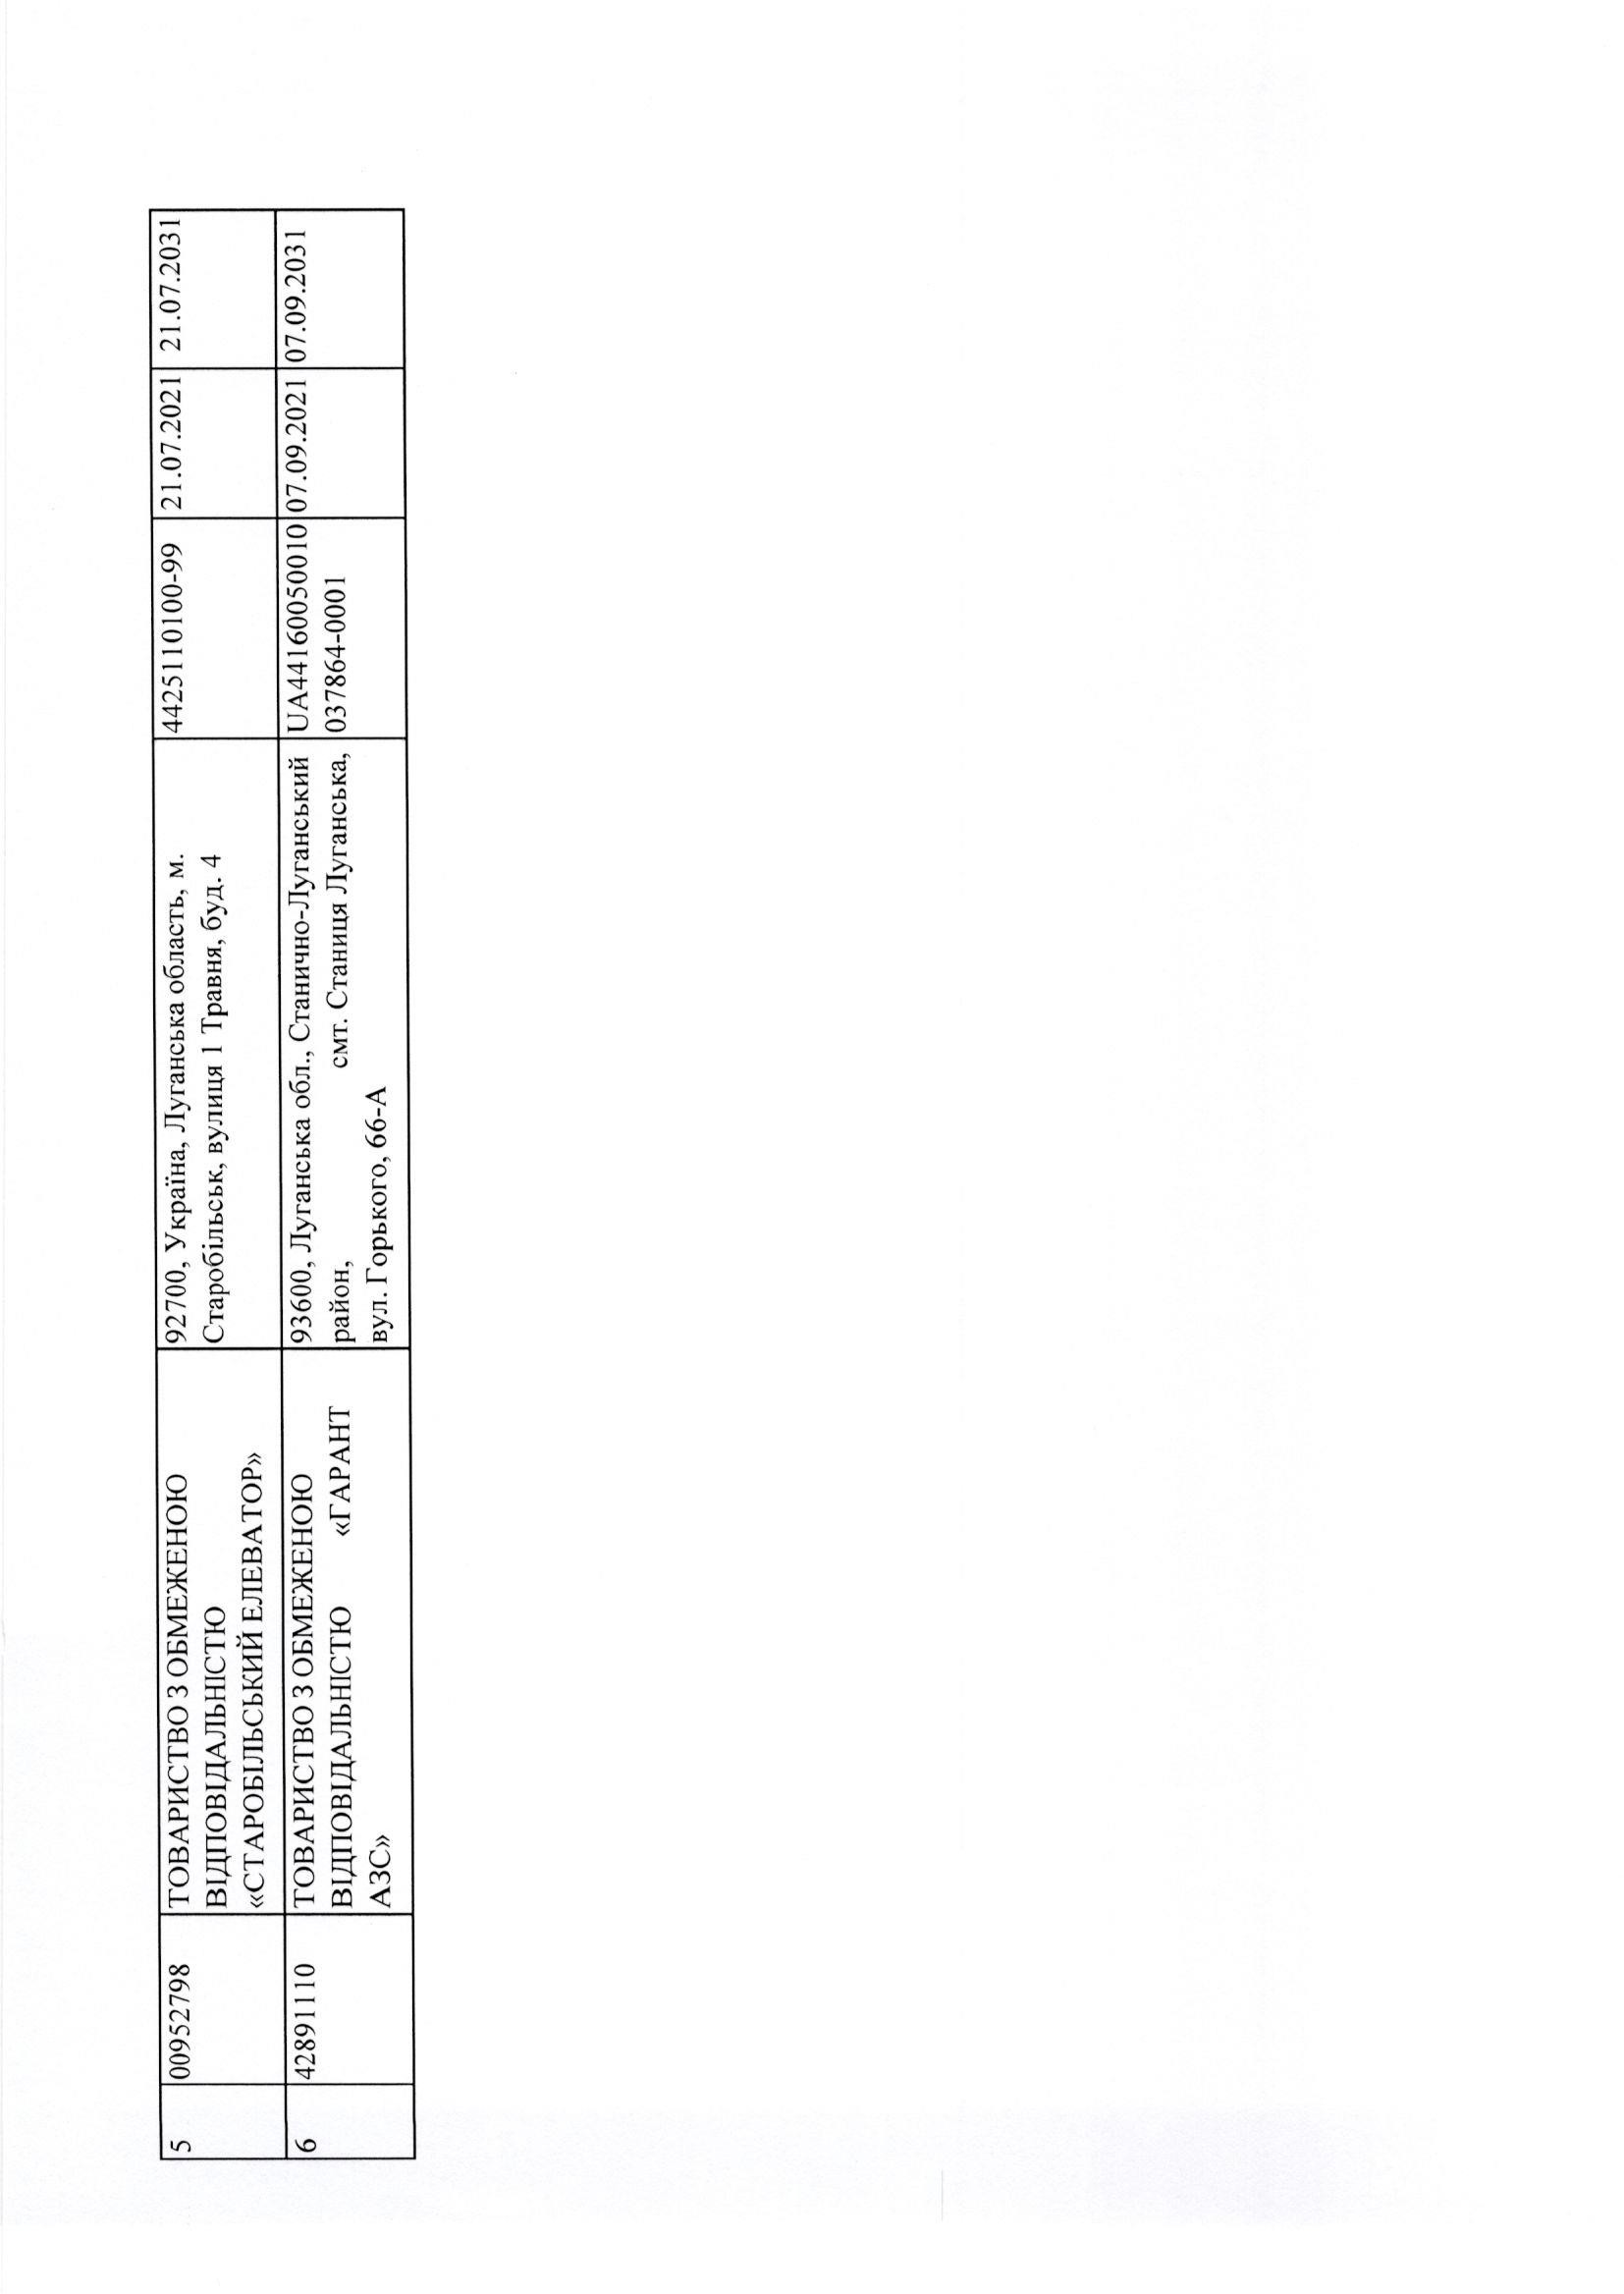 5
00952798
ТОВАРИСТВО З ОБМЕЖЕНОЮ
ВІДПОВІДАЛЬНІСТЮ
«СТАРОБІЛЬСЬКИЙ ЕЛЕВАТОР»
92700, Україна, Луганська область, м.
Старобільськ, вулиця 1 Травня, буд. 4
4425110100-99
21.07.2021
21.07.2031
6
42891110
ТОВАРИСТВО З ОБМЕЖЕНОЮ
ВІДПОВІДАЛЬНІСТЮ «ГАРАНТ
АЗС»
93600, Луганська обл., Станично-Луганський
район, смт. Станиця Луганська,
вул. Горького, 66-А
UA44160050010
037864-0001
07.09.2021
07.09.2031